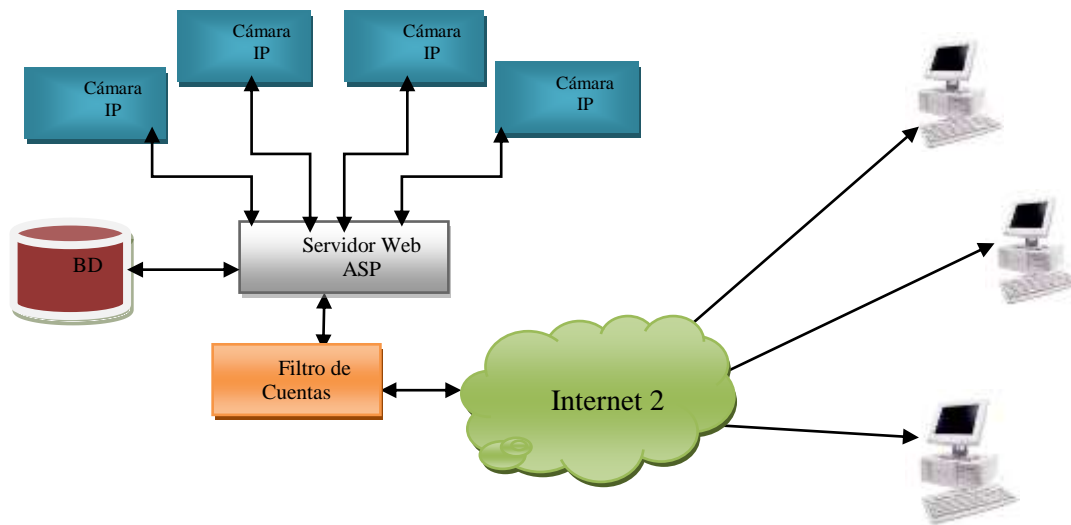 Cámara
IP
Cámara
IP
Cámara
IP
Cámara
IP
BD
Servidor Web
ASP
Filtro de
Cuentas
Internet 2